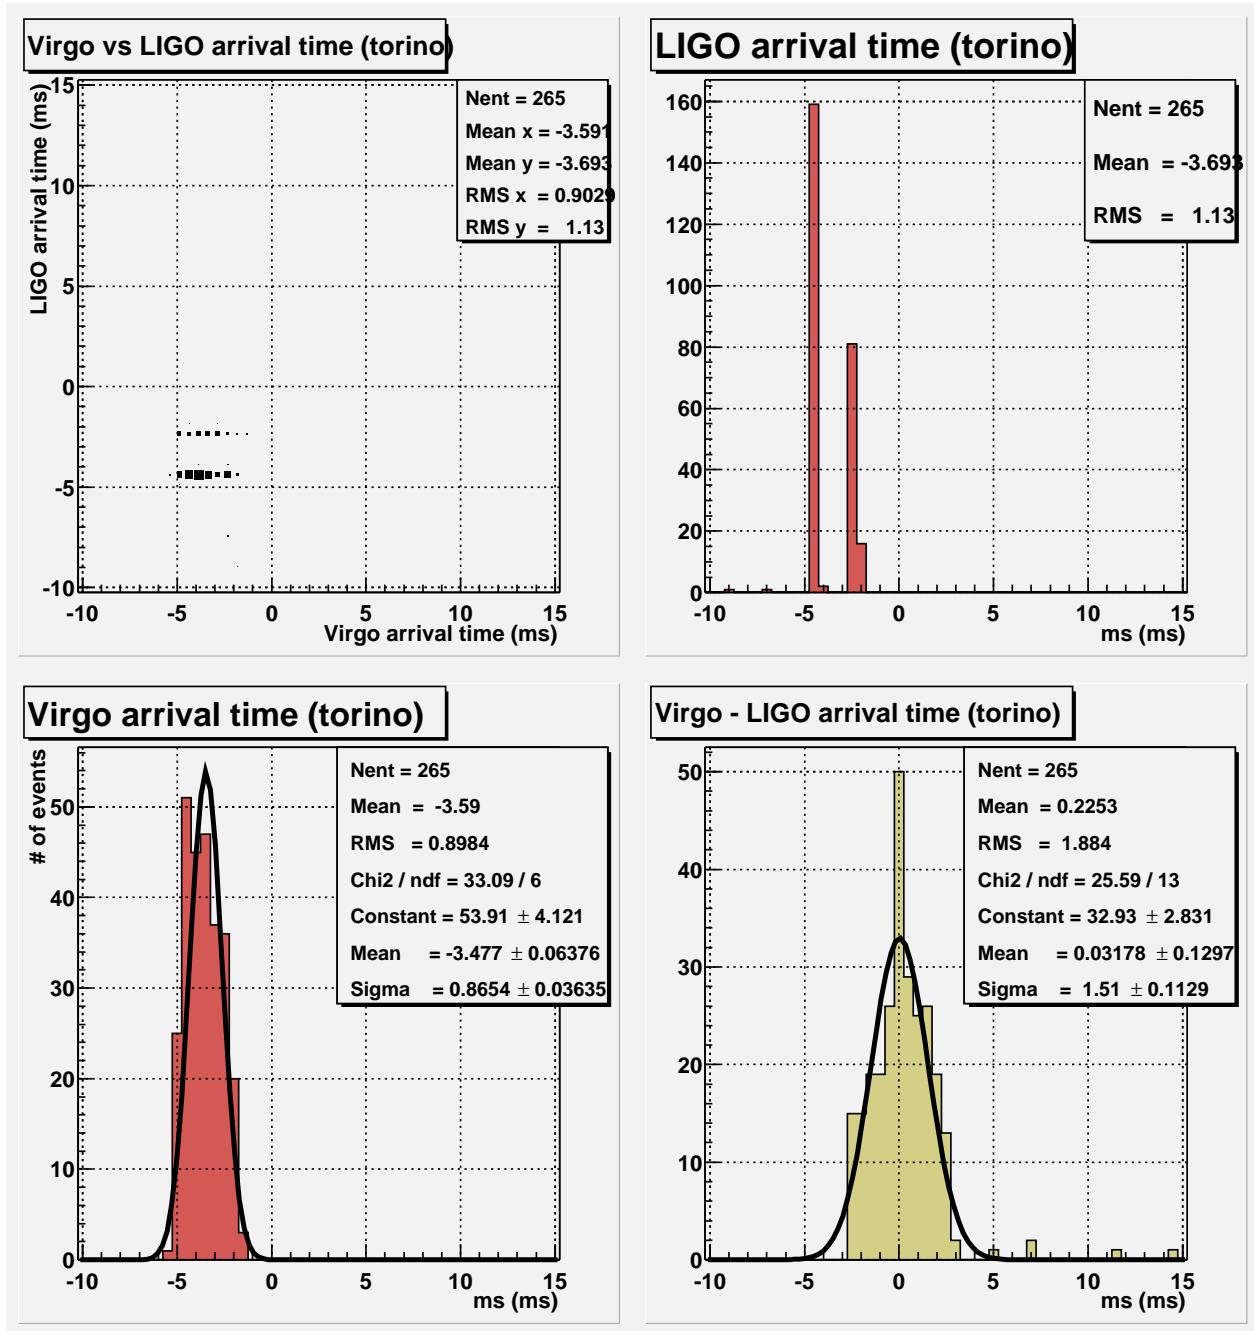 Virgo vs LIGO arrival time (torino)
Nent = 265
Mean x = -3.591
Mean y = -3.693
RMS x = 0.9029
RMS y = 1.13
LIGO arrival time (ms)
15
10
5
0
-5
-10
-10 -5 0 5 10 15
Virgo arrival time (ms)
LIGO arrival time (torino)
Nent = 265
Mean = -3.693
RMS = 1.13
160
140
120
100
80
60
40
20
0
-10 -5 0 5 10 15
ms (ms)
Virgo arrival time (torino)
Nent = 265
Mean = -3.59
RMS = 0.8984
Chi2 / ndf = 33.09 / 6
Constant = 53.91 ± 4.121
Mean = -3.477 ± 0.06376
Sigma = 0.8654 ± 0.03635
# of events
50
40
30
20
10
0
-10 -5 0 5 10 15
ms (ms)
Virgo - LIGO arrival time (torino)
Nent = 265
Mean = 0.2253
RMS = 1.884
Chi2 / ndf = 25.59 / 13
Constant = 32.93 ± 2.831
Mean = 0.03178 ± 0.1297
Sigma = 1.51 ± 0.1129
50
40
30
20
10
0
-10 -5 0 5 10 15
ms (ms)